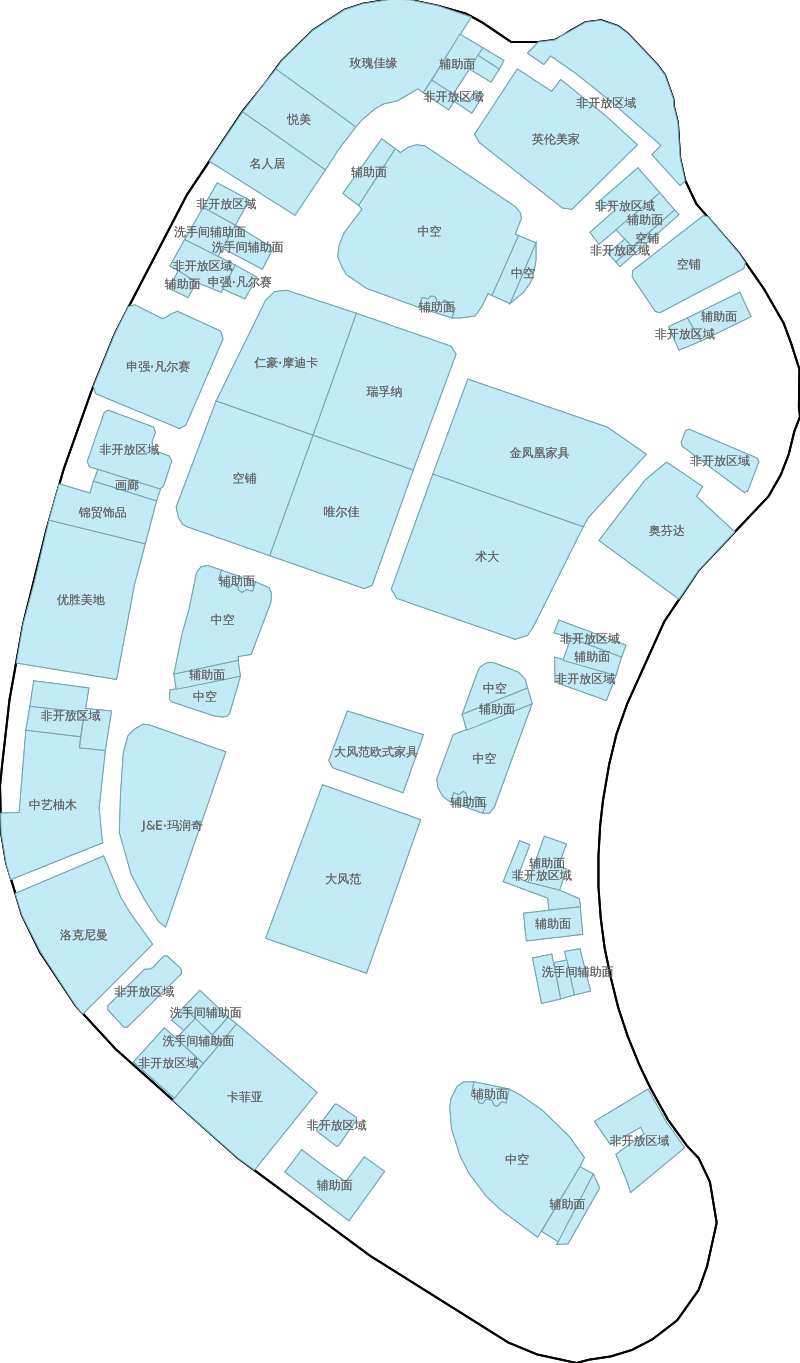 玫瑰佳缘
辅助面
非开放区域
非开放区域
悦美
英伦美家
名人居
辅助面
非开放区域
非开放区域
辅助面
洗手间辅助面
中空
空铺
洗手间辅助面
非开放区域
非开放区域
空铺
中空
辅助面
申强·凡尔赛
辅助面
辅助面
非开放区域
仁豪·摩迪卡
申强·凡尔赛
瑞孚纳
非开放区域
金凤凰家具
非开放区域
空铺
画廊
锦贸饰品
唯尔佳
奥芬达
术大
辅助面
优胜美地
中空
非开放区域
辅助面
辅助面
非开放区域
中空
中空
辅助面
非开放区域
大风范欧式家具
中空
中艺柚木
辅助面
J&E·玛润奇
辅助面
非开放区域
大风范
辅助面
洛克尼曼
洗手间辅助面
非开放区域
洗手间辅助面
洗手间辅助面
非开放区域
卡菲亚
辅助面
非开放区域
非开放区域
中空
辅助面
辅助面